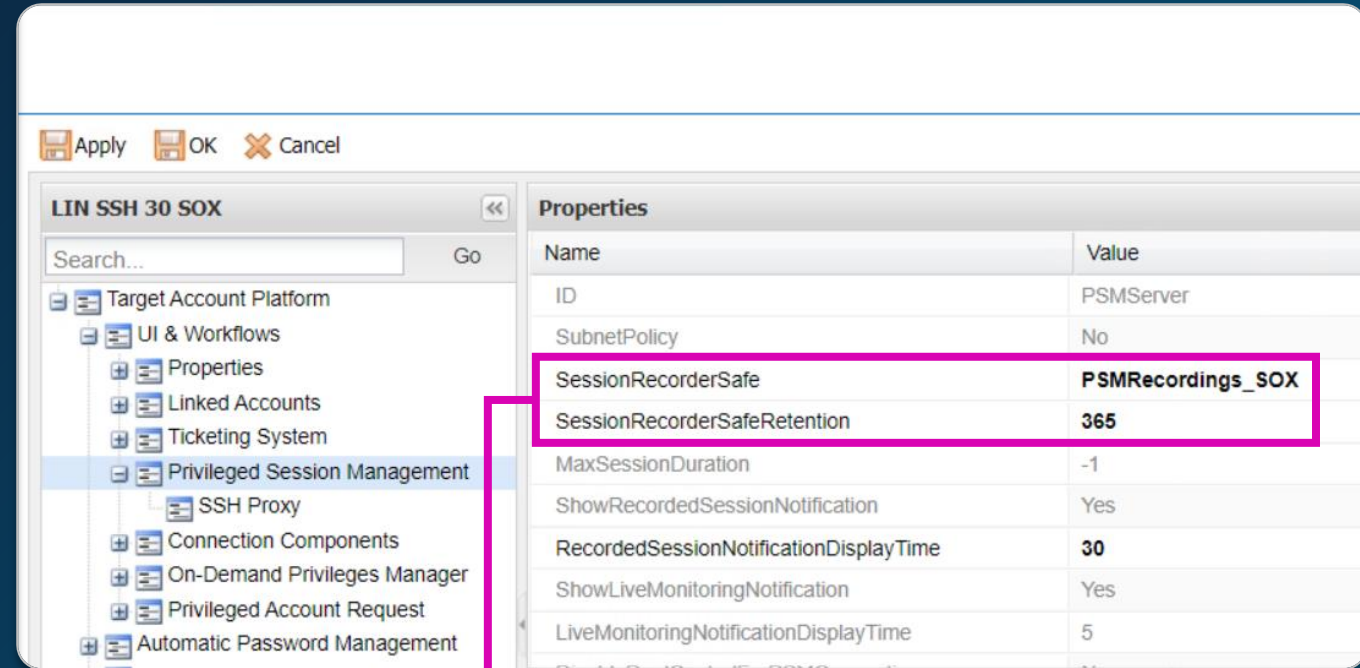 Apply OK Cancel
LIN SSH 30 SOX
Search... Go
Target Account Platform
UI & Workflows
Properties
Linked Accounts
Ticketing System
Privileged Session Management
SSH Proxy
Connection Components
On-Demand Privileges Manager
Privileged Account Request
Automatic Password Management
Properties
Name Value
ID PSMServer
SubnetPolicy No
SessionRecorderSafe PSMRecordings_SOX
SessionRecorderSafeRetention 365
MaxSessionDuration -1
ShowRecordedSessionNotification Yes
RecordedSessionNotificationDisplayTime 30
ShowLiveMonitoringNotification Yes
LiveMonitoringNotificationDisplayTime 5